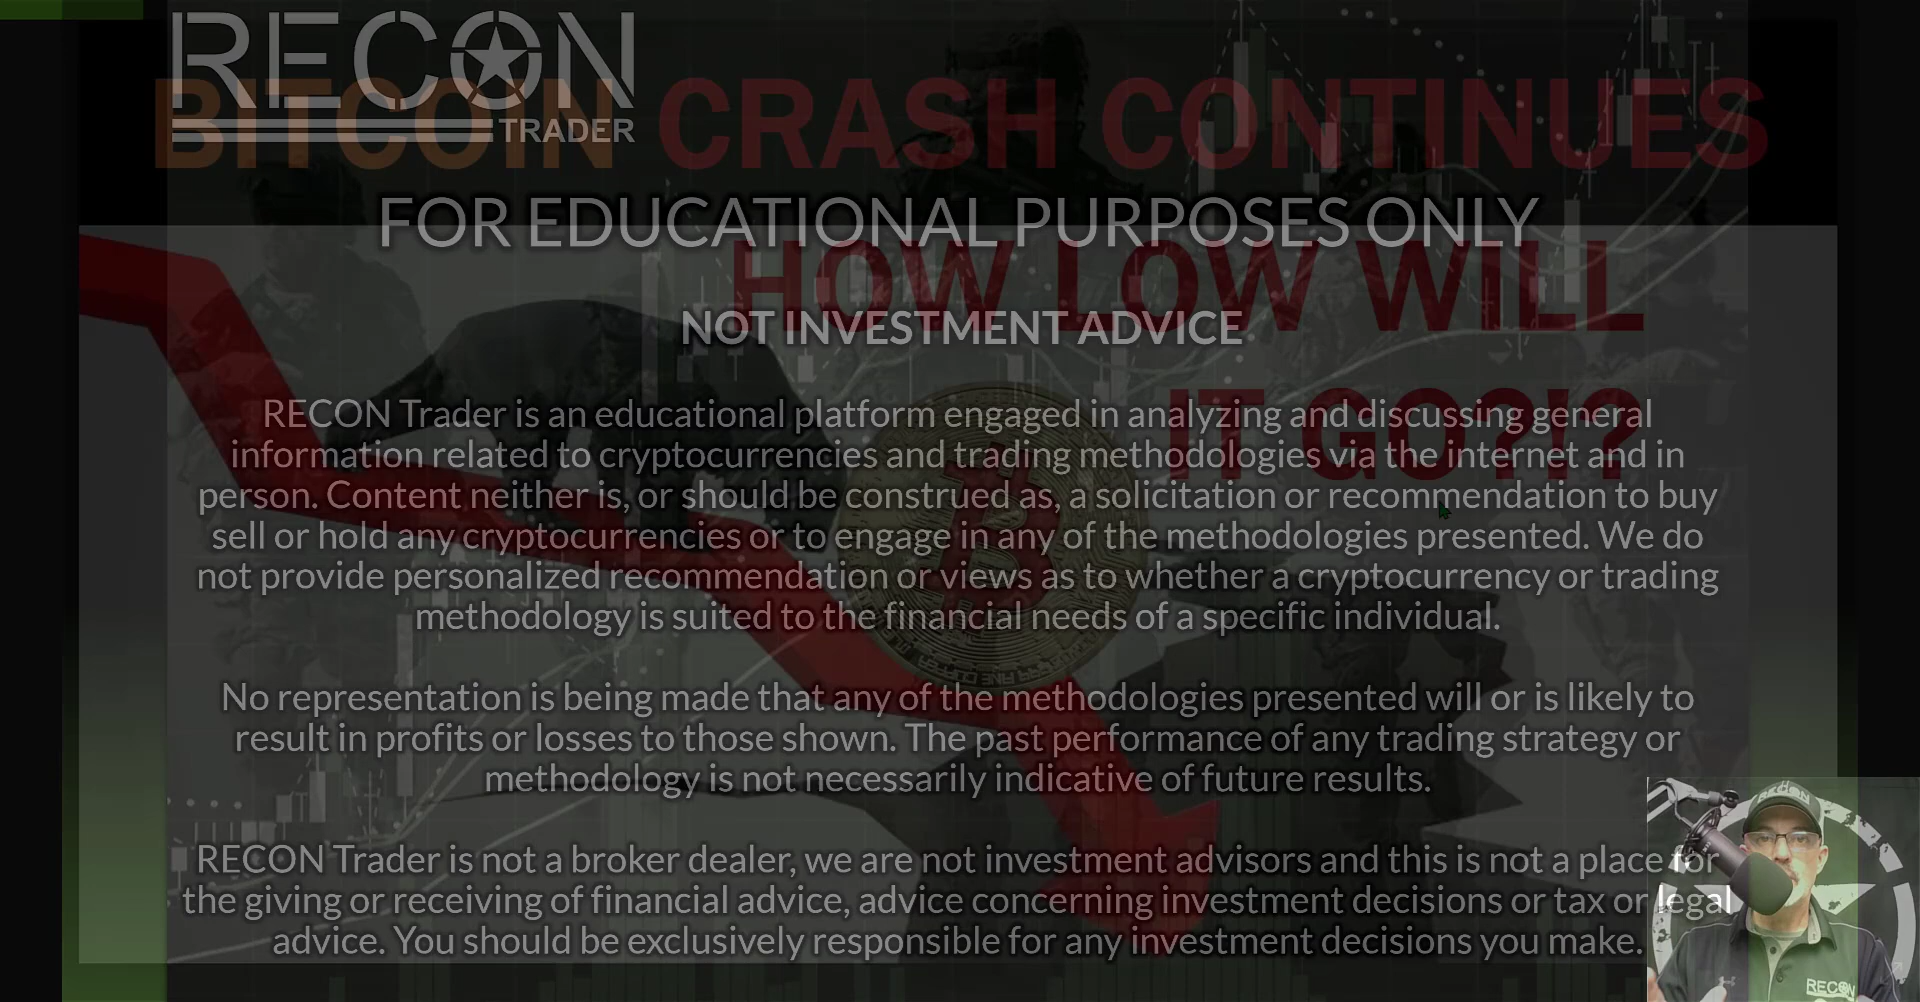 RECON
TRADER
BITCOIN CRASH CONTINUES
FOR EDUCATIONAL PURPOSES ONLY
HOW LOW WILL
NOT INVESTMENT ADVICE
IT GO?!?
RECON Trader is an educational platform engaged in analyzing and discussing general
information related to cryptocurrencies and trading methodologies via the internet and in
person. Content neither is, or should be construed as, a solicitation or recommendation to buy
sell or hold any cryptocurrencies or to engage in any of the methodologies presented. We do
not provide personalized recommendation or views as to whether a cryptocurrency or trading
methodology is suited to the financial needs of a specific individual.
No representation is being made that any of the methodologies presented will or is likely to
result in profits or losses to those shown. The past performance of any trading strategy or
methodology is not necessarily indicative of future results.
RECON Trader is not a broker dealer, we are not investment advisors and this is not a place for
the giving or receiving of financial advice, advice concerning investment decisions or tax or legal
advice. You should be exclusively responsible for any investment decisions you make.
RECON
RECON